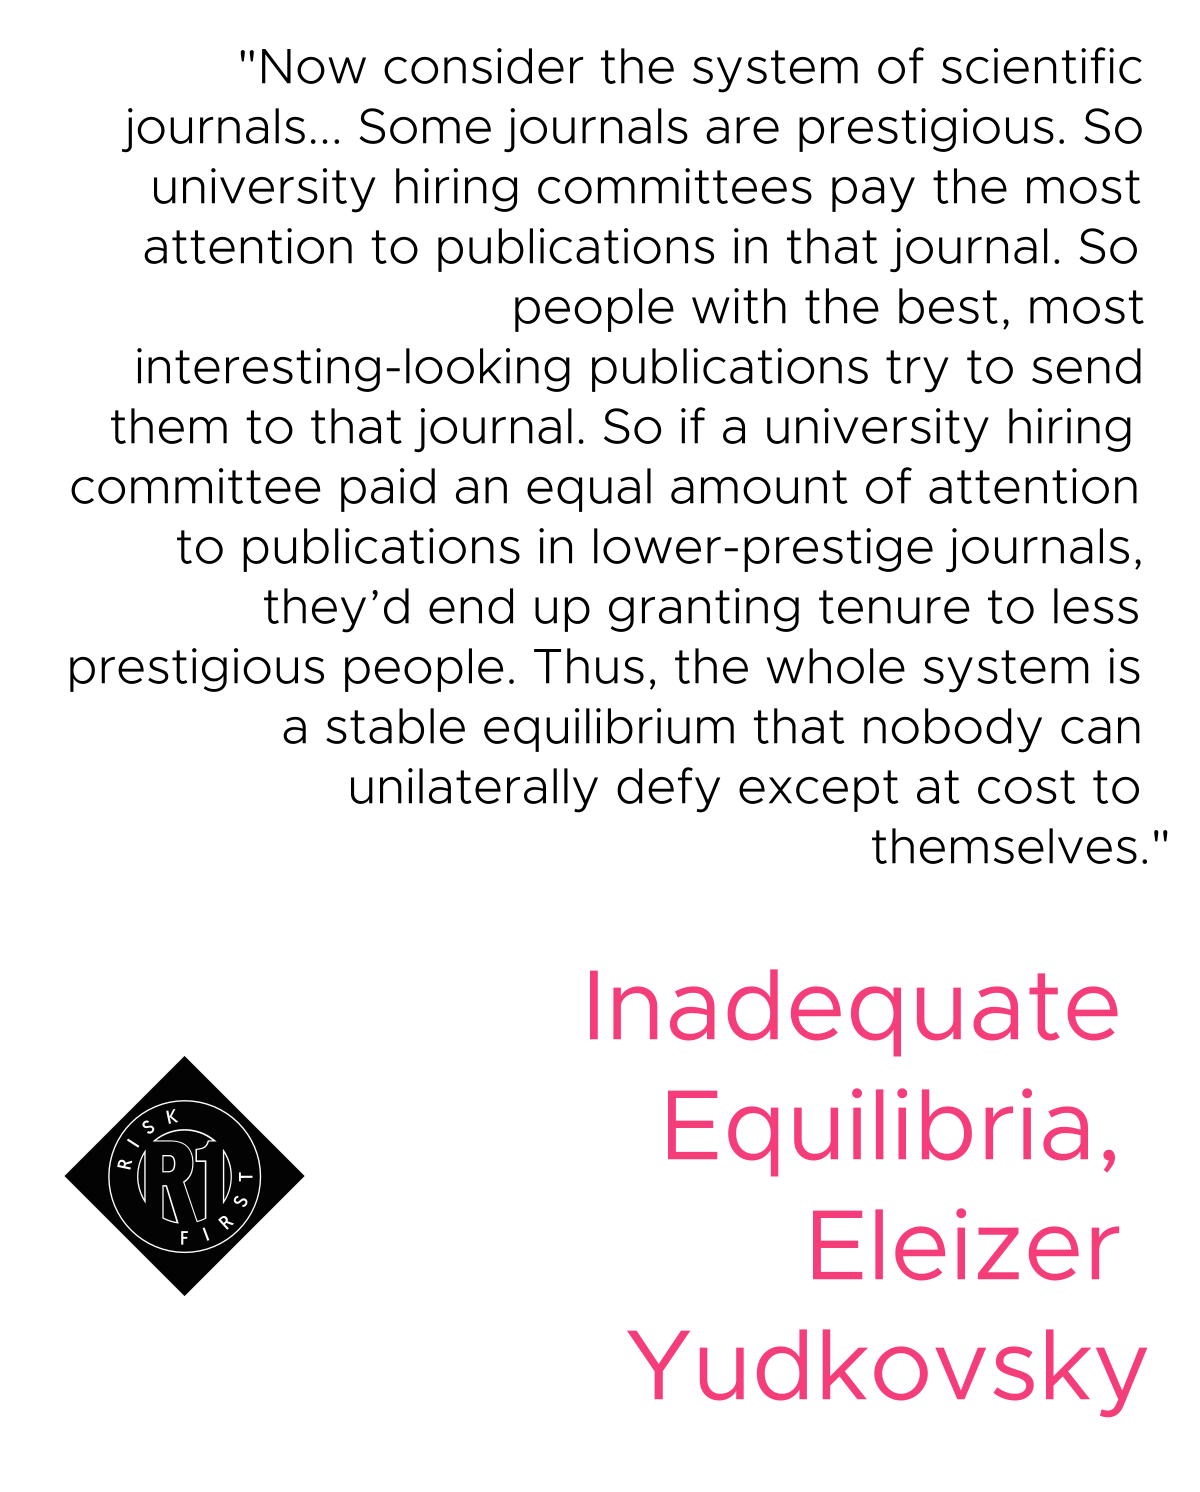 "Now consider the system of scientific
journals... Some journals are prestigious. So
university hiring committees pay the most
attention to publications in that journal. So
people with the best, most
interesting-looking publications try to send
them to that journal. So if a university hiring
committee paid an equal amount of attention
to publications in lower-prestige journals,
they’d end up granting tenure to less
prestigious people. Thus, the whole system is
a stable equilibrium that nobody can
unilaterally defy except at cost to
themselves."
Inadequate
Equilibria,
Eleizer
Yudkovsky
RISK
R1
FIRST